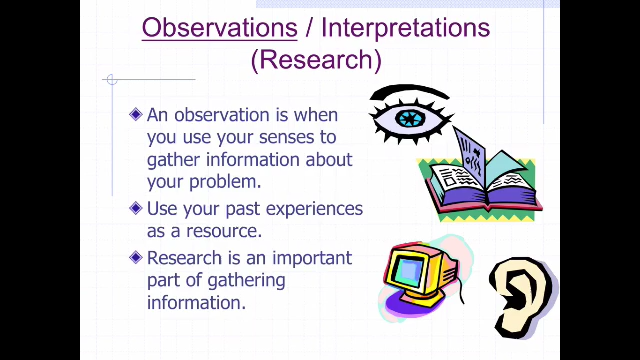 Observations / Interpretations
(Research)
An observation is when
you use your senses to
gather information about
your problem.
Use your past experiences
as a resource.
Research is an important
part of gathering
information.